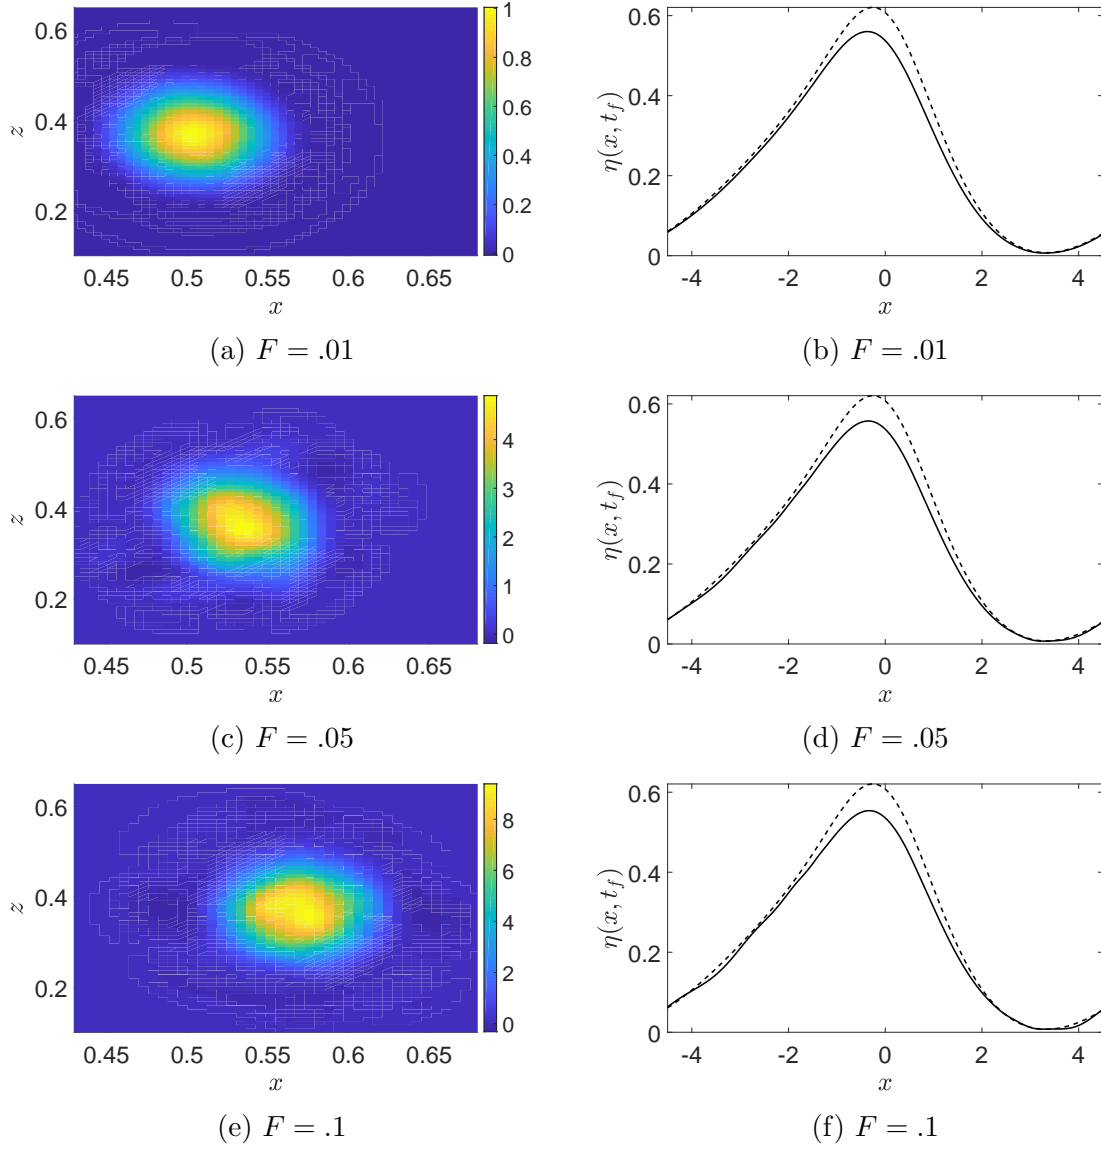 0.6
0.4
0.2
z
0.45 0.5 0.55 0.6 0.65
x
1
0.8
0.6
0.4
0.2
0
(a) F = .01
0.6
0.4
0.2
0
η(x, t_f)
-4 -2 0 2 4
x
(b) F = .01
0.6
0.4
0.2
z
0.45 0.5 0.55 0.6 0.65
x
4
3
2
1
0
(c) F = .05
0.6
0.4
0.2
0
η(x, t_f)
-4 -2 0 2 4
x
(d) F = .05
0.6
0.4
0.2
z
0.45 0.5 0.55 0.6 0.65
x
8
6
4
2
0
(e) F = .1
0.6
0.4
0.2
0
η(x, t_f)
-4 -2 0 2 4
x
(f) F = .1